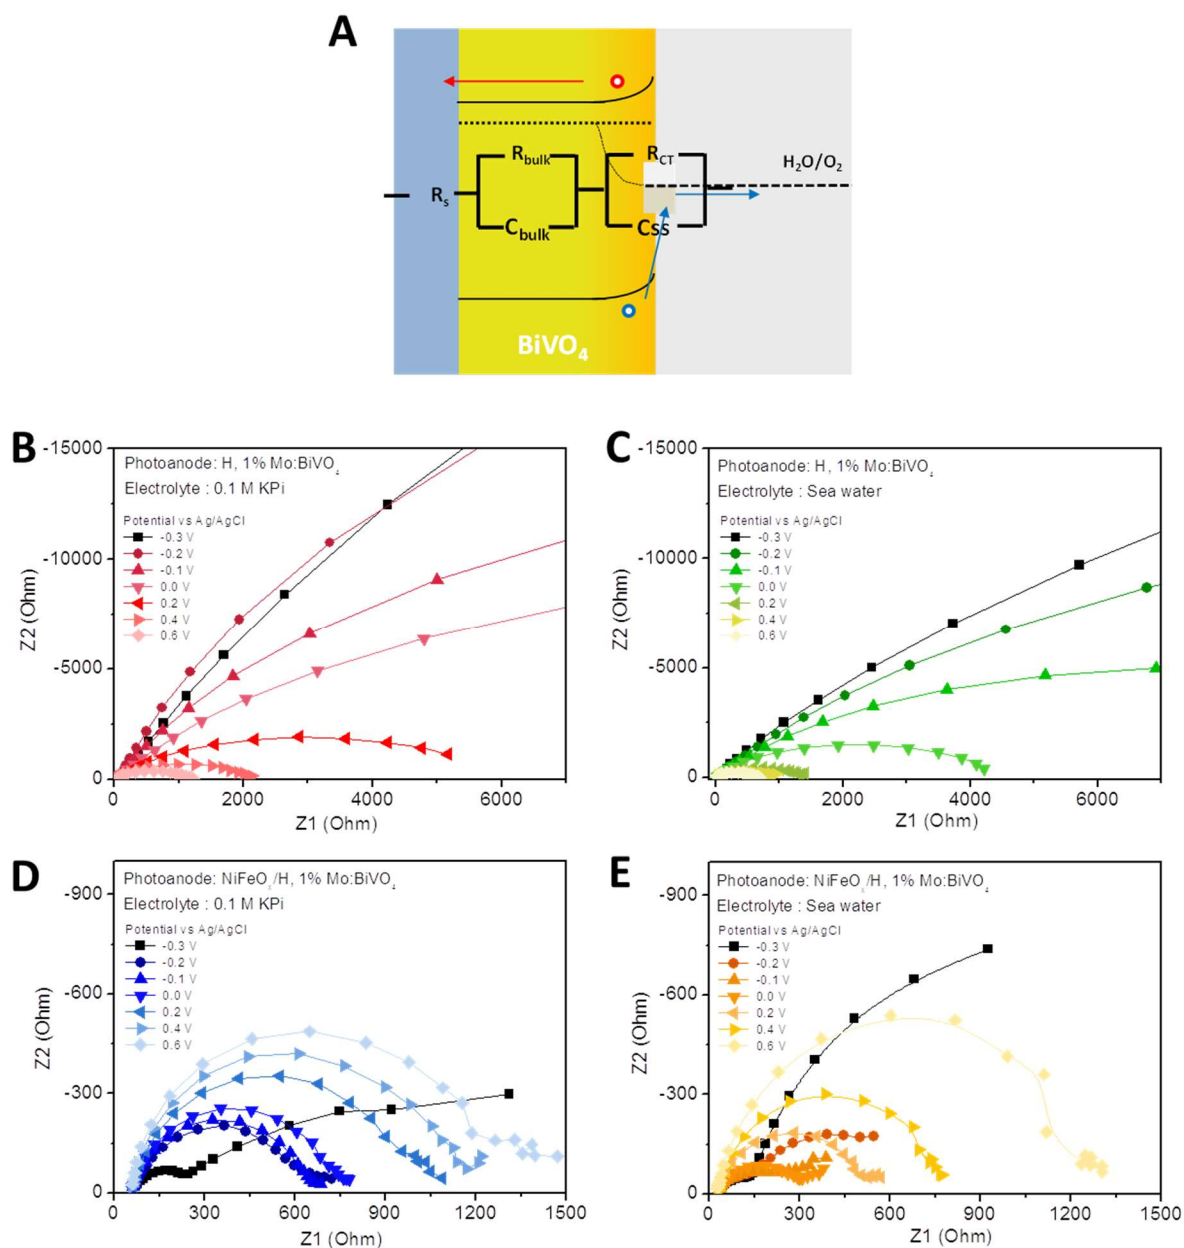 A
R_bulk
R_CT
H₂O/O₂
R_s
C_bulk
Css
BiVO₄
B
-15000
-10000
-5000
0
Z2 (Ohm)
Photoanode: H, 1% Mo:BiVO₄
Electrolyte : 0.1 M KPi
Potential vs Ag/AgCl
-0.3 V
-0.2 V
-0.1 V
0.0 V
0.2 V
0.4 V
0.6 V
0
2000
4000
6000
Z1 (Ohm)
C
-15000
-10000
-5000
0
Z2 (Ohm)
Photoanode: H, 1% Mo:BiVO₄
Electrolyte : Sea water
Potential vs Ag/AgCl
-0.3 V
-0.2 V
-0.1 V
0.0 V
0.2 V
0.4 V
0.6 V
0
2000
4000
6000
Z1 (Ohm)
D
-900
-600
-300
0
Z2 (Ohm)
Photoanode: NiFeOₓ/H, 1% Mo:BiVO₄
Electrolyte : 0.1 M KPi
Potential vs Ag/AgCl
-0.3 V
-0.2 V
-0.1 V
0.0 V
0.2 V
0.4 V
0.6 V
0
300
600
900
1200
1500
Z1 (Ohm)
E
-900
-600
-300
0
Z2 (Ohm)
Photoanode: NiFeOₓ/H, 1% Mo:BiVO₄
Electrolyte : Sea water
Potential vs Ag/AgCl
-0.3 V
-0.2 V
-0.1 V
0.0 V
0.2 V
0.4 V
0.6 V
0
300
600
900
1200
1500
Z1 (Ohm)